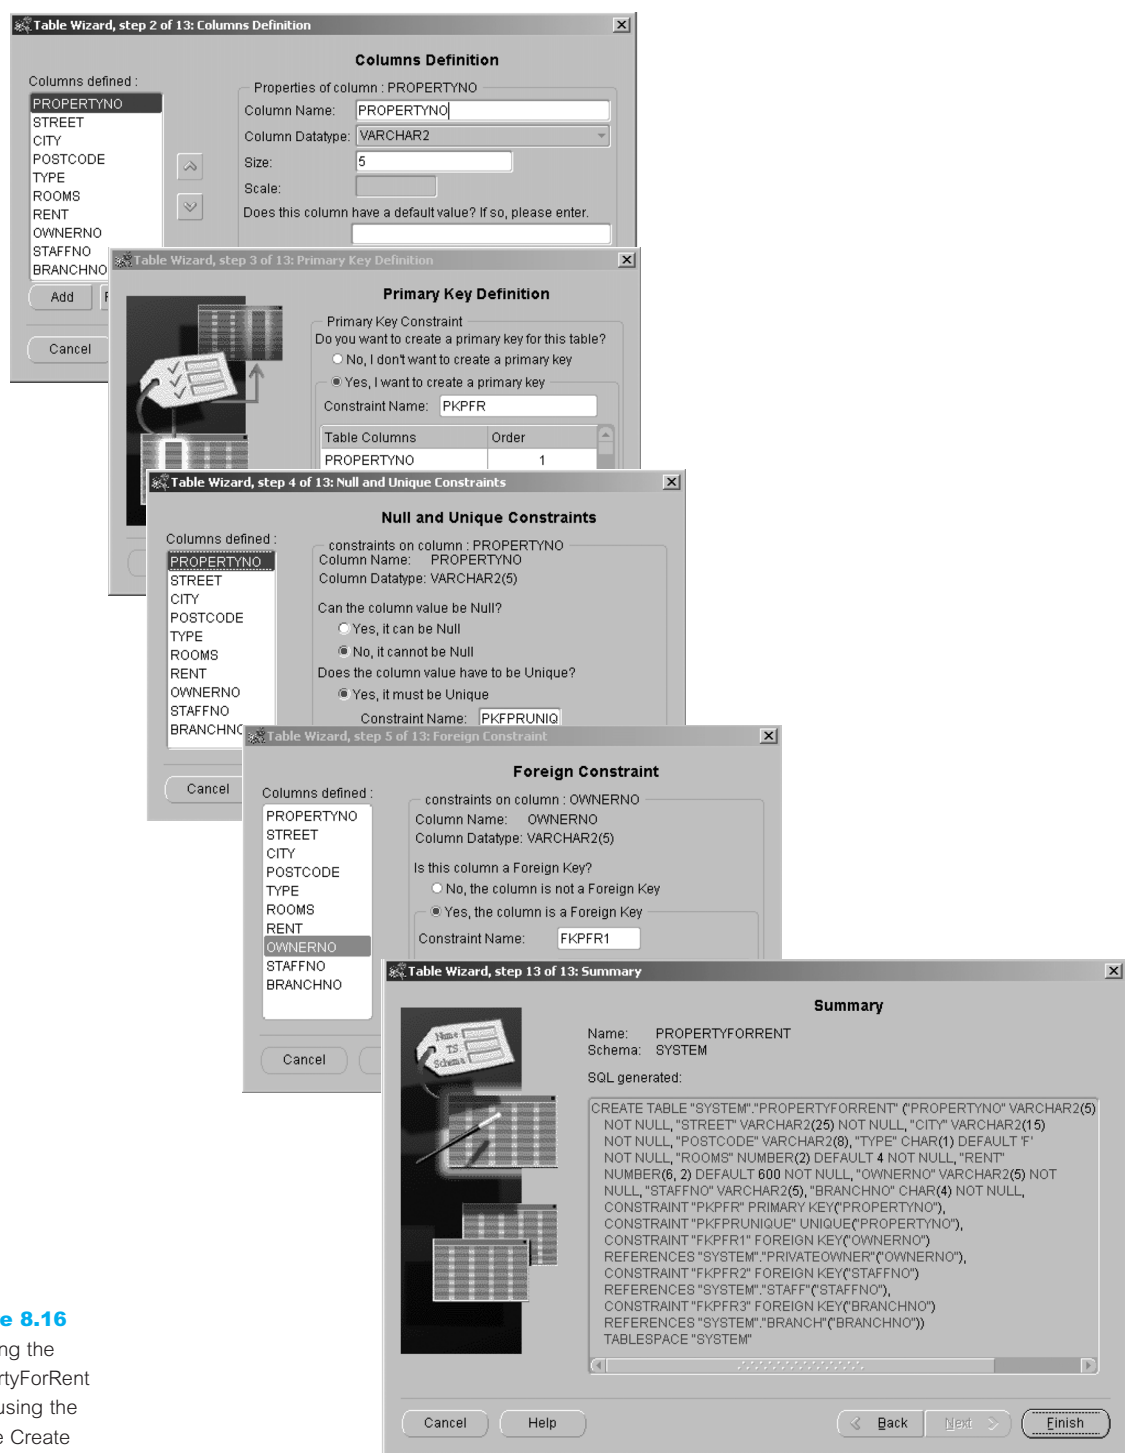 Table Wizard, step 2 of 13: Columns Definition
Columns Definition
Columns defined :
PROPERTYNO
STREET
CITY
POSTCODE
TYPE
ROOMS
RENT
OWNERNO
STAFFNO
BRANCHNO
Properties of column : PROPERTYNO
Column Name: PROPERTYNO
Column Datatype: VARCHAR2
Size: 5
Scale:
Does this column have a default value? If so, please enter.
Add
Cancel
Table Wizard, step 3 of 13: Primary Key Definition
Primary Key Definition
Primary Key Constraint
Do you want to create a primary key for this table?
No, I don't want to create a primary key
Yes, I want to create a primary key
Constraint Name: PKPFR
Table Columns Order
PROPERTYNO 1
Table Wizard, step 4 of 13: Null and Unique Constraints
Null and Unique Constraints
Columns defined :
PROPERTYNO
STREET
CITY
POSTCODE
TYPE
ROOMS
RENT
OWNERNO
STAFFNO
BRANCHNO
constraints on column : PROPERTYNO
Column Name: PROPERTYNO
Column Datatype: VARCHAR2(5)
Can the column value be Null?
Yes, it can be Null
No, it cannot be Null
Does the column value have to be Unique?
Yes, it must be Unique
Constraint Name: PKFPRUNIQ
Cancel
Table Wizard, step 5 of 13: Foreign Constraint
Foreign Constraint
Columns defined :
PROPERTYNO
STREET
CITY
POSTCODE
TYPE
ROOMS
RENT
OWNERNO
STAFFNO
BRANCHNO
constraints on column : OWNERNO
Column Name: OWNERNO
Column Datatype: VARCHAR2(5)
Is this column a Foreign Key?
No, the column is not a Foreign Key
Yes, the column is a Foreign Key
Constraint Name: FKPFR1
Cancel
Table Wizard, step 13 of 13: Summary
Summary
Name:
TS:
Schema:
Name: PROPERTYFORRENT
Schema: SYSTEM
SQL generated:
CREATE TABLE "SYSTEM"."PROPERTYFORRENT" ("PROPERTYNO" VARCHAR2(5)
NOT NULL, "STREET" VARCHAR2(25) NOT NULL, "CITY" VARCHAR2(15)
NOT NULL, "POSTCODE" VARCHAR2(8), "TYPE" CHAR(1) DEFAULT 'F'
NOT NULL, "ROOMS" NUMBER(2) DEFAULT 4 NOT NULL, "RENT"
NUMBER(6, 2) DEFAULT 600 NOT NULL, "OWNERNO" VARCHAR2(5) NOT
NULL, "STAFFNO" VARCHAR2(5), "BRANCHNO" CHAR(4) NOT NULL,
CONSTRAINT "PKPFR" PRIMARY KEY("PROPERTYNO"),
CONSTRAINT "PKFPRUNIQUE" UNIQUE("PROPERTYNO"),
CONSTRAINT "FKPFR1" FOREIGN KEY("OWNERNO")
REFERENCES "SYSTEM"."PRIVATEOWNER"("OWNERNO"),
CONSTRAINT "FKPFR2" FOREIGN KEY("STAFFNO")
REFERENCES "SYSTEM"."STAFF"("STAFFNO"),
CONSTRAINT "FKPFR3" FOREIGN KEY("BRANCHNO")
REFERENCES "SYSTEM"."BRANCH"("BRANCHNO"))
TABLESPACE "SYSTEM"
Cancel
Help
Back
Next
Finish
e 8.16
ng the
rtyForRent
using the
e Create